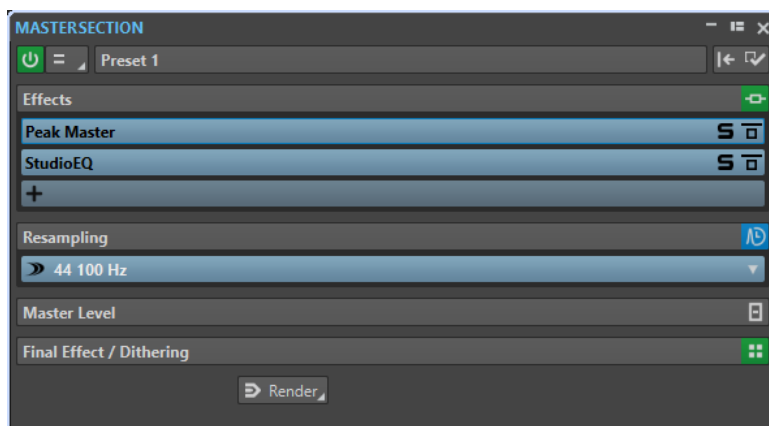 MASTERSECTION
Preset 1
Effects
Peak Master S
StudioEQ S
Resampling
44 100 Hz
Master Level
Final Effect / Dithering
Render